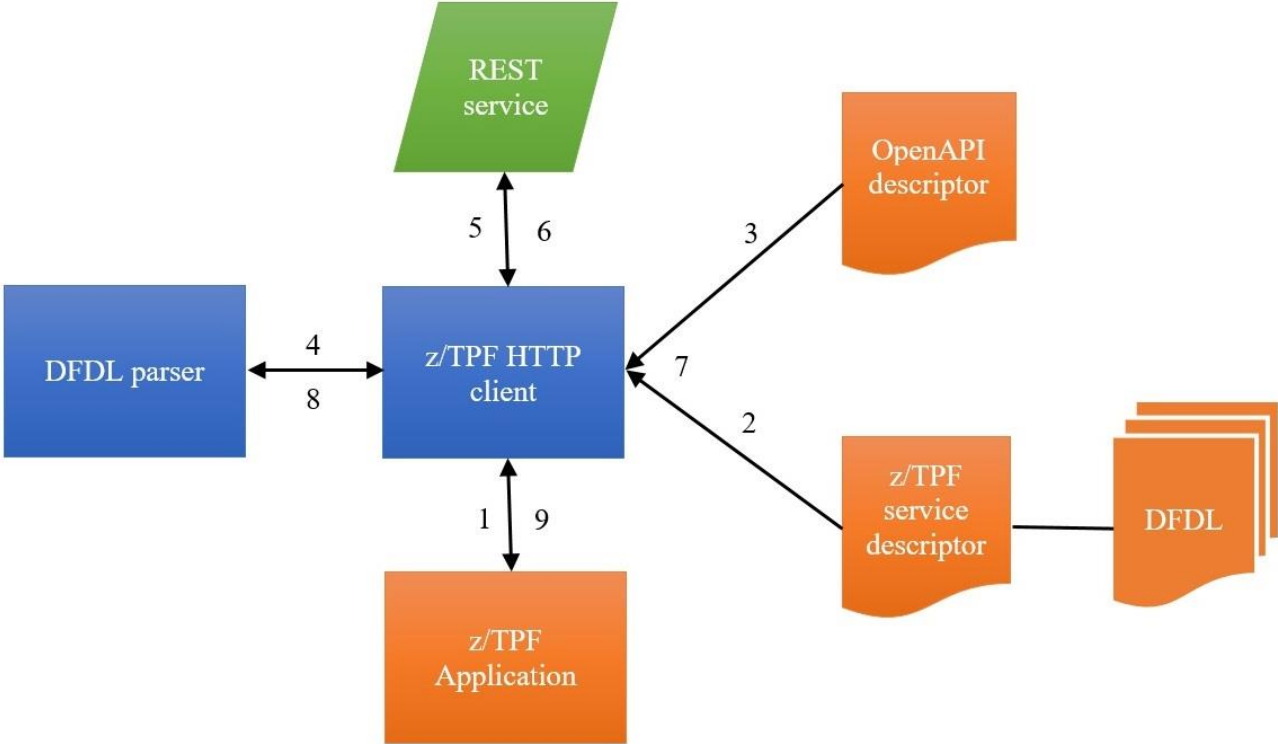 REST
service
OpenAPI
descriptor
3
5
6
DFDL parser
4
8
z/TPF HTTP
client
7
2
1
9
z/TPF
service
descriptor
DFDL
z/TPF
Application